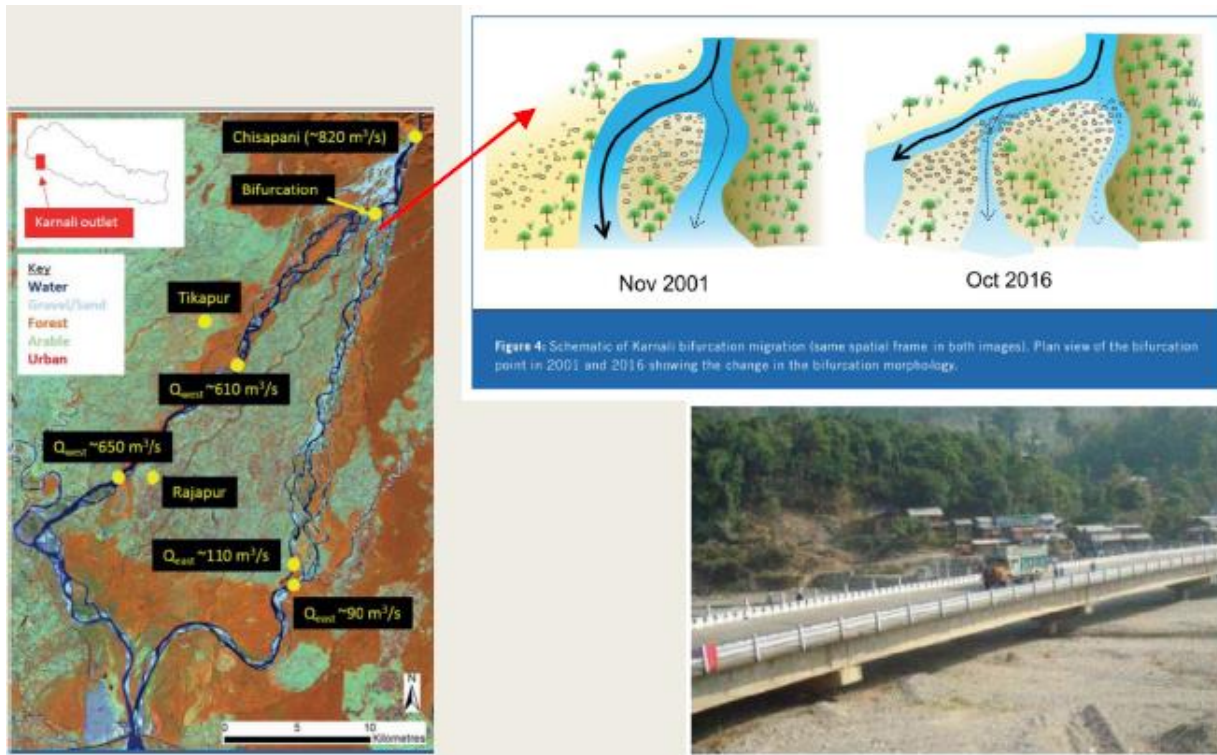 Chisapani (~820 m³/s)
Bifurcation
Karnali outlet
Key
Water
Gravel/Sand
Forest
Arable
Urban
Tikapur
Qwest ~610 m³/s
Qwest ~650 m³/s
Rajapur
Qeast ~110 m³/s
Qeast ~90 m³/s
N
0 5 10
Kilometres
Nov 2001
Oct 2016
Figure 4: Schematic of Karnali bifurcation migration (same spatial frame in both images). Plan view of the bifurcation
point in 2001 and 2016 showing the change in the bifurcation morphology.